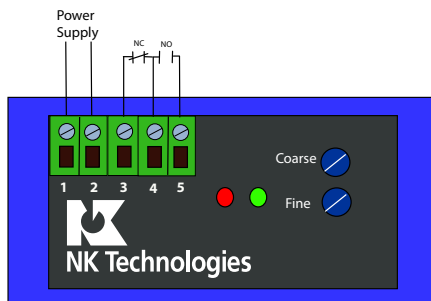 Power
Supply
NC NO
Coarse
1 2 3 4 5
Fine
NK Technologies